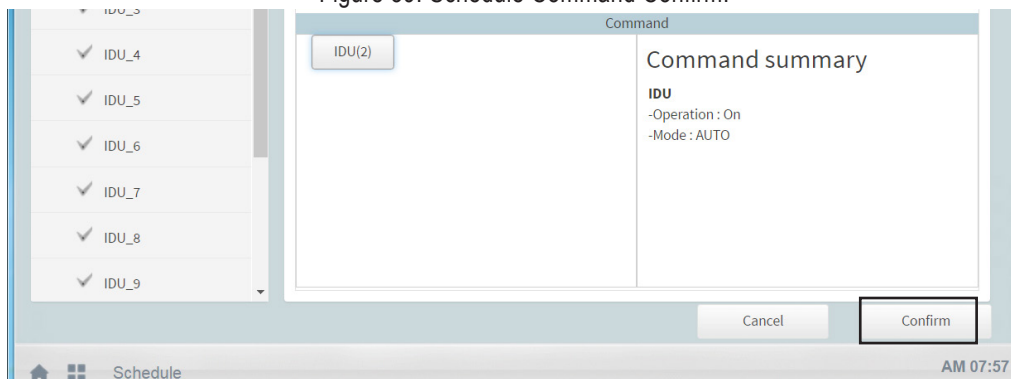 Command
IDU_4
IDU_5
IDU_6
IDU_7
IDU_8
IDU_9
IDU(2)
Command summary
IDU
-Operation : On
-Mode : AUTO
Cancel
Confirm
Schedule
AM 07:57